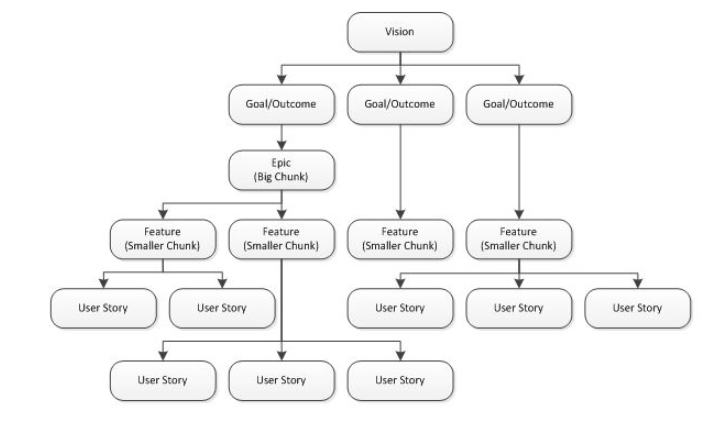 Vision
Goal/Outcome
Goal/Outcome
Goal/Outcome
Epic
(Big Chunk)
Feature
(Smaller Chunk)
Feature
(Smaller Chunk)
Feature
(Smaller Chunk)
Feature
(Smaller Chunk)
User Story
User Story
User Story
User Story
User Story
User Story
User Story
User Story